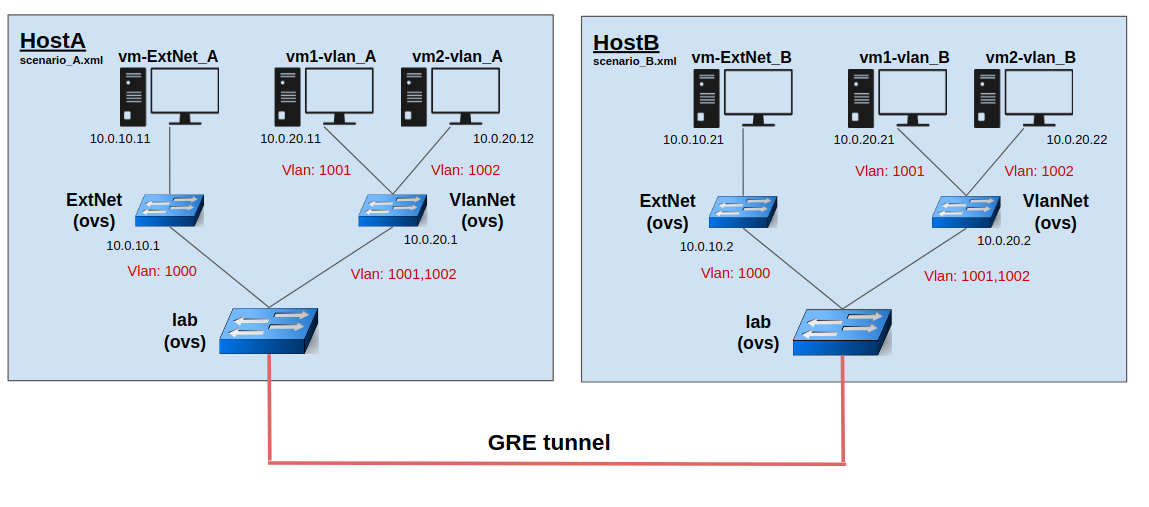 HostA
scenario_A.xml
vm-ExtNet_A
vm1-vlan_A
vm2-vlan_A
10.0.10.11
10.0.20.11
10.0.20.12
Vlan: 1001
Vlan: 1002
ExtNet
(ovs)
VlanNet
(ovs)
10.0.10.1
10.0.20.1
Vlan: 1000
Vlan: 1001,1002
lab
(ovs)
HostB
scenario_B.xml
vm-ExtNet_B
vm1-vlan_B
vm2-vlan_B
10.0.10.21
10.0.20.21
10.0.20.22
Vlan: 1001
Vlan: 1002
ExtNet
(ovs)
VlanNet
(ovs)
10.0.10.2
10.0.20.2
Vlan: 1000
Vlan: 1001,1002
lab
(ovs)
GRE tunnel